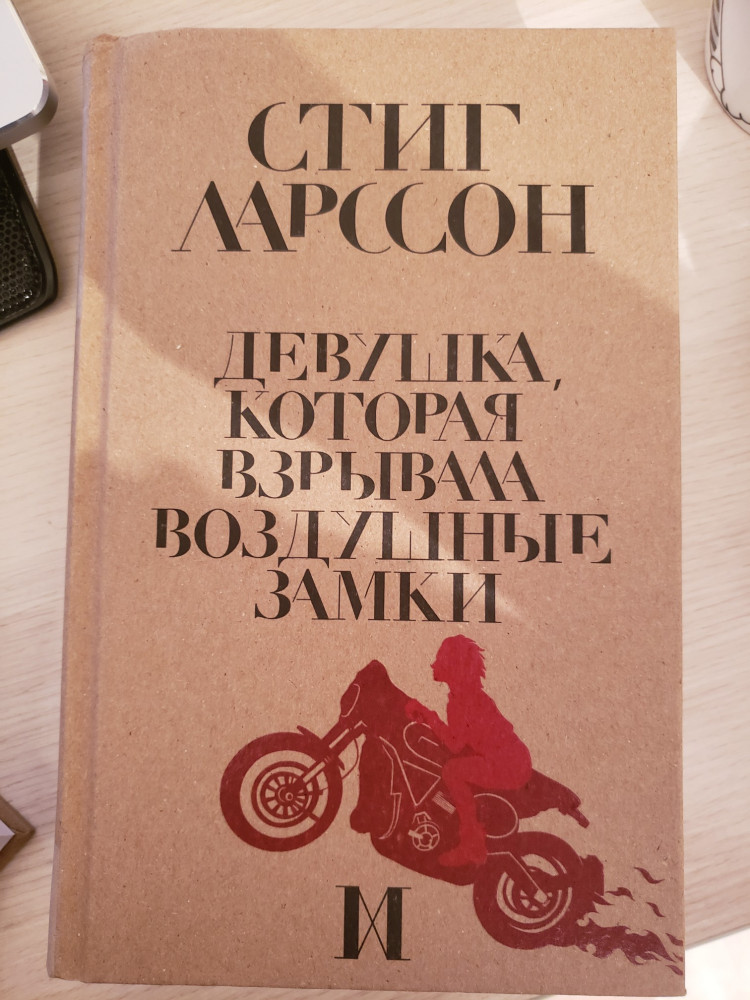 СТИГ
ЛАРССОН
ДЕВУШКА,
КОТОРАЯ
ВЗРЫВАЛА
ВОЗДУШНЫЕ
ЗАМКИ